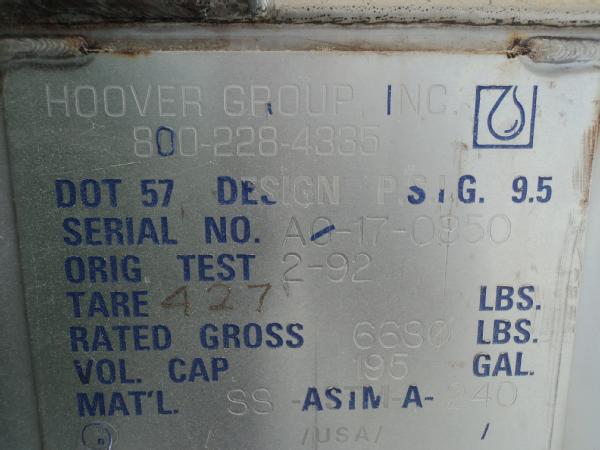 HOOVER GROUP, INC.
800-228-4335
DOT 57 DESIGN P.S.I.G. 9.5
SERIAL NO. AO-17-0850
ORIG TEST 2-92
TARE 427 LBS.
RATED GROSS 6680 LBS.
VOL. CAP 195 GAL.
MAT'L. SS-ASTM-A-240
/ /USA/ /